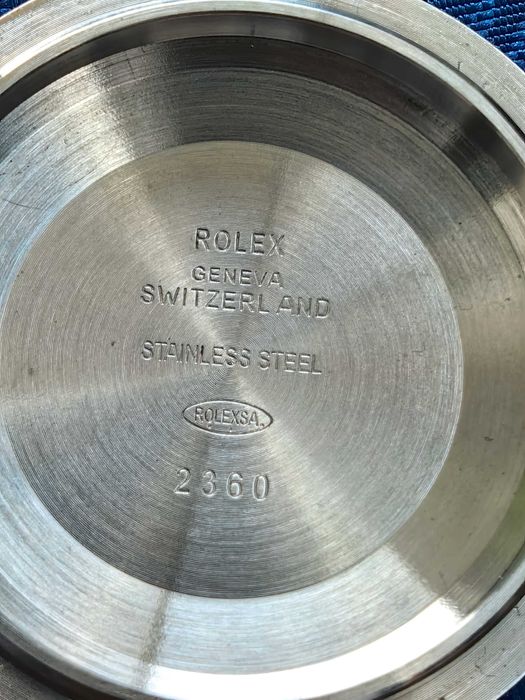 ROLEX
GENEVA
SWITZERLAND
STAINLESS STEEL
ROLEXSA
2360